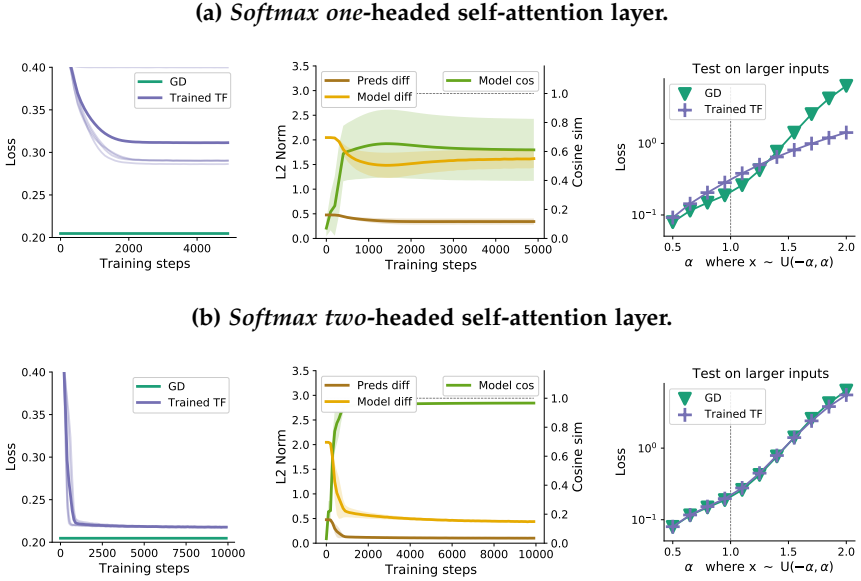 (a) Softmax one-headed self-attention layer.
0.40
0.35
0.30
0.25
0.20
Loss
GD
Trained TF
0 2000 4000
Training steps
3.5
3.0
2.5
2.0
1.5
1.0
0.5
0.0
L2 Norm
Preds diff
Model diff
Model cos
1.0
0.8
0.6
0.4
0.2
0.0
Cosine sim
0 1000 2000 3000 4000 5000
Training steps
Test on larger inputs
GD
Trained TF
10⁰
10⁻¹
Loss
0.5 1.0 1.5 2.0
α where x ~ U(−α, α)
(b) Softmax two-headed self-attention layer.
0.40
0.35
0.30
0.25
0.20
Loss
GD
Trained TF
0 2500 5000 7500 10000
Training steps
3.5
3.0
2.5
2.0
1.5
1.0
0.5
0.0
L2 Norm
Preds diff
Model diff
Model cos
1.0
0.8
0.6
0.4
0.2
0.0
Cosine sim
0 2000 4000 6000 8000 10000
Training steps
Test on larger inputs
GD
Trained TF
10⁰
10⁻¹
Loss
0.5 1.0 1.5 2.0
α where x ~ U(−α, α)